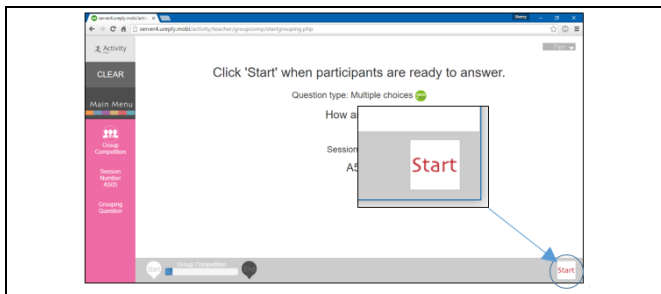 server4.ureply.mobi/activ
server4.ureply.mobi/activity/teacher/groupcomp/startgrouping.php
Activity
Tips
CLEAR
Click 'Start' when participants are ready to answer.
Question type: Multiple choices
Main Menu
How a
Group
Competition
Session
A5
Start
Session
Number
A505
Grouping
Question
Start
Group Competition
Start